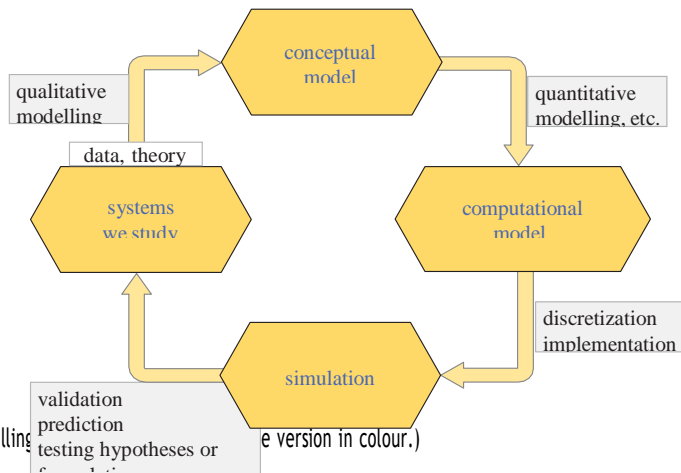 conceptual
model
qualitative
modelling
quantitative
modelling, etc.
data, theory
systems
we study
computational
model
discretization
implementation
simulation
validation
prediction
testing hypotheses or
e version in colour.)